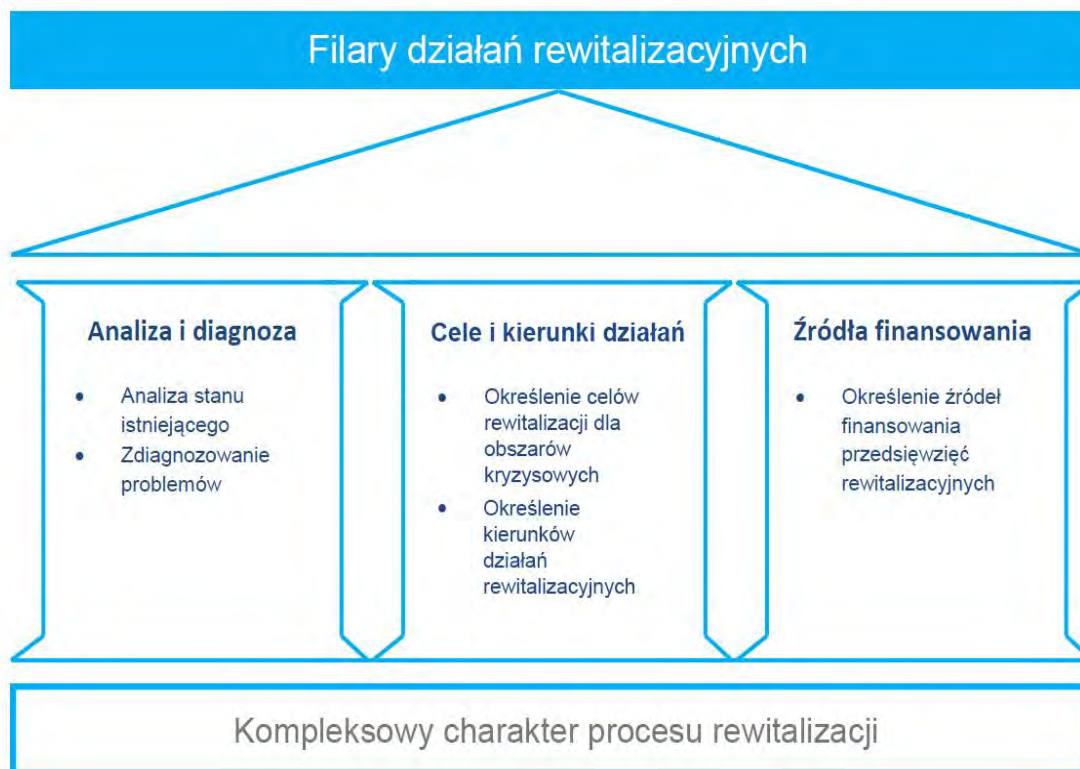 Filary działań rewitalizacyjnych
Analiza i diagnoza
• Analiza stanu
istniejącego
• Zdiagnozowanie
problemów
Cele i kierunki działań
• Określenie celów
rewitalizacji dla
obszarów
kryzysowych
• Określenie
kierunków
działań
rewitalizacyjnych
Źródła finansowania
• Określenie źródeł
finansowania
przedsięwzięć
rewitalizacyjnych
Kompleksowy charakter procesu rewitalizacji